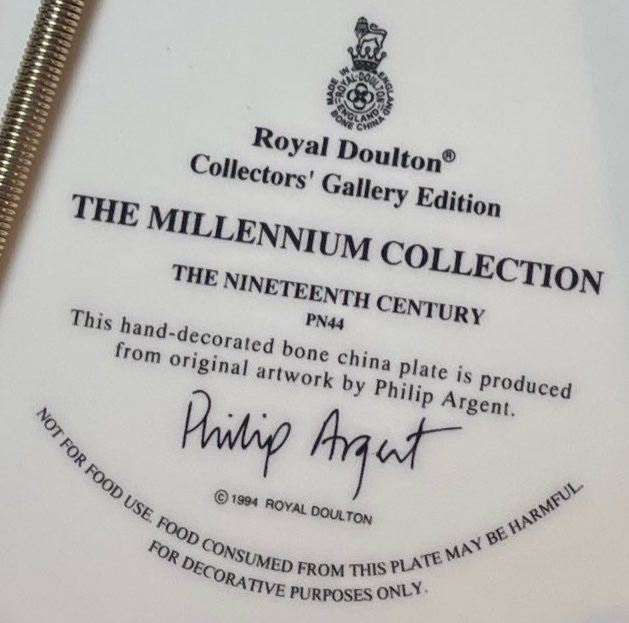 MADE IN ENGLAND
ROYAL-DOULTON
ENGLAND
BONE CHINA
Royal Doulton®
Collectors' Gallery Edition
THE MILLENNIUM COLLECTION
THE NINETEENTH CENTURY
PN44
This hand-decorated bone china plate is produced
from original artwork by Philip Argent.
Philip Argent
© 1994 ROYAL DOULTON
NOT FOR FOOD USE. FOOD CONSUMED FROM THIS PLATE MAY BE HARMFUL.
FOR DECORATIVE PURPOSES ONLY.